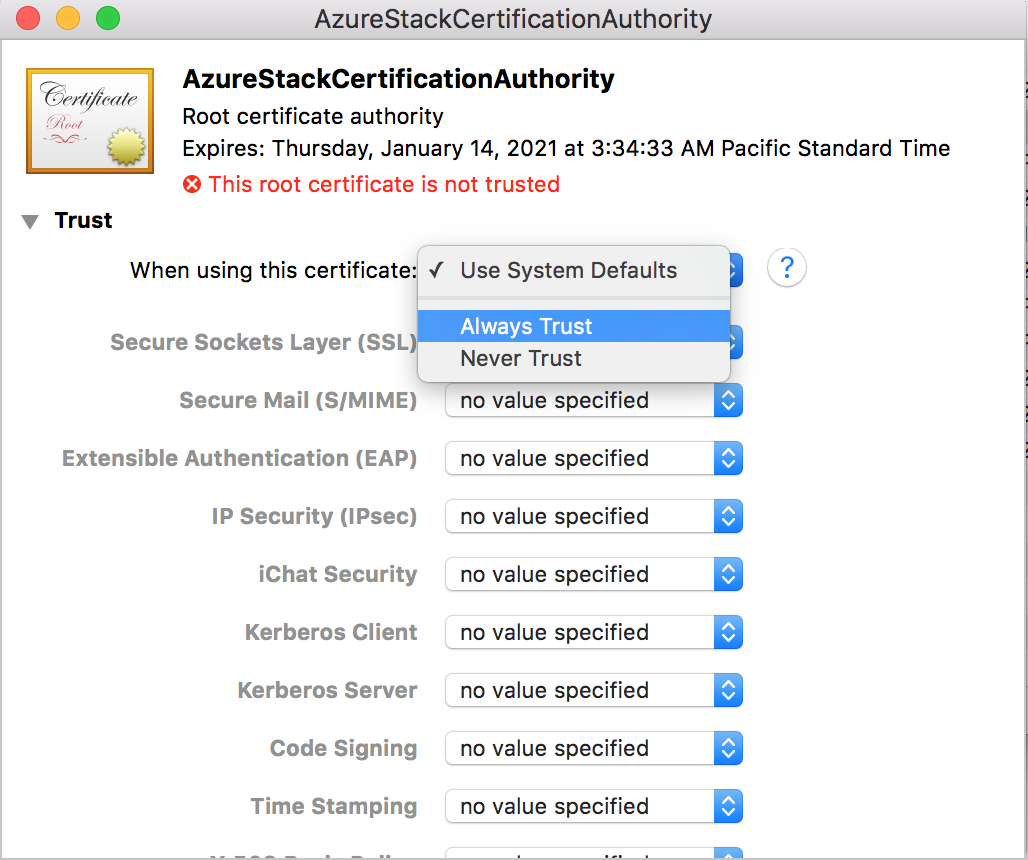 AzureStackCertificationAuthority
Certificate
Root
AzureStackCertificationAuthority
Root certificate authority
Expires: Thursday, January 14, 2021 at 3:34:33 AM Pacific Standard Time
This root certificate is not trusted
Trust
When using this certificate: ✓ Use System Defaults ?
Always Trust
Secure Sockets Layer (SSL)
Never Trust
Secure Mail (S/MIME) no value specified
Extensible Authentication (EAP) no value specified
IP Security (IPsec) no value specified
iChat Security no value specified
Kerberos Client no value specified
Kerberos Server no value specified
Code Signing no value specified
Time Stamping no value specified